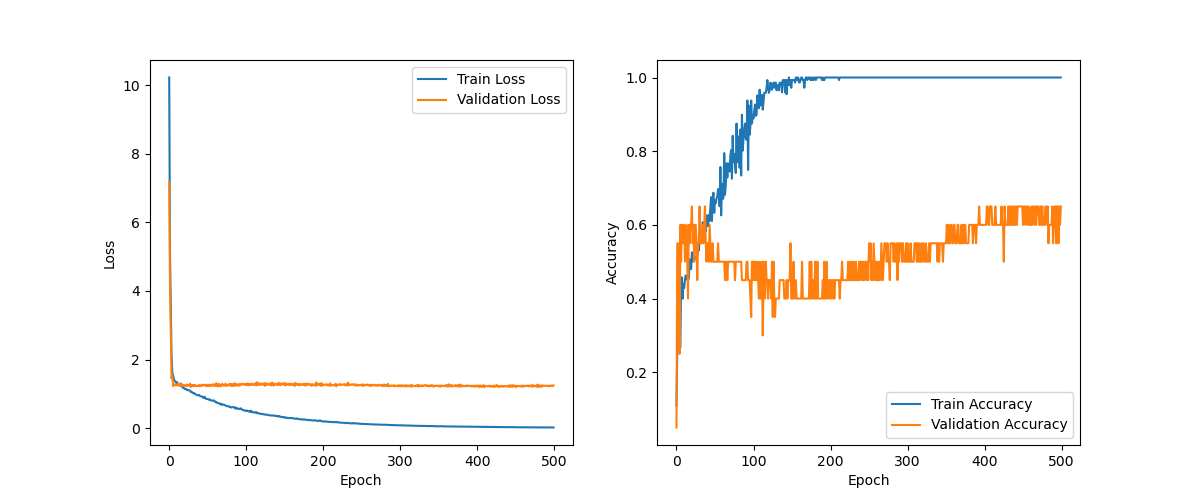 10
8
6
4
2
0
0 100 200 300 400 500
Epoch
Loss
Train Loss
Validation Loss
1.0
0.8
0.6
0.4
0.2
0 100 200 300 400 500
Epoch
Accuracy
Train Accuracy
Validation Accuracy